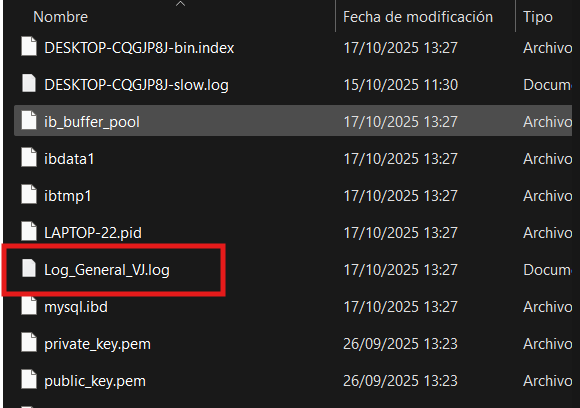 Nombre Fecha de modificación Tipo
DESKTOP-CQGJP8J-bin.index 17/10/2025 13:27 Archivo
DESKTOP-CQGJP8J-slow.log 15/10/2025 11:30 Docume
ib_buffer_pool 17/10/2025 13:27 Archivo
ibdata1 17/10/2025 13:27 Archivo
ibtmp1 17/10/2025 13:27 Archivo
LAPTOP-22.pid 17/10/2025 13:27 Archivo
Log_General_VJ.log 17/10/2025 13:27 Docume
mysql.ibd 17/10/2025 13:27 Archivo
private_key.pem 26/09/2025 13:23 Archivo
public_key.pem 26/09/2025 13:23 Archivo